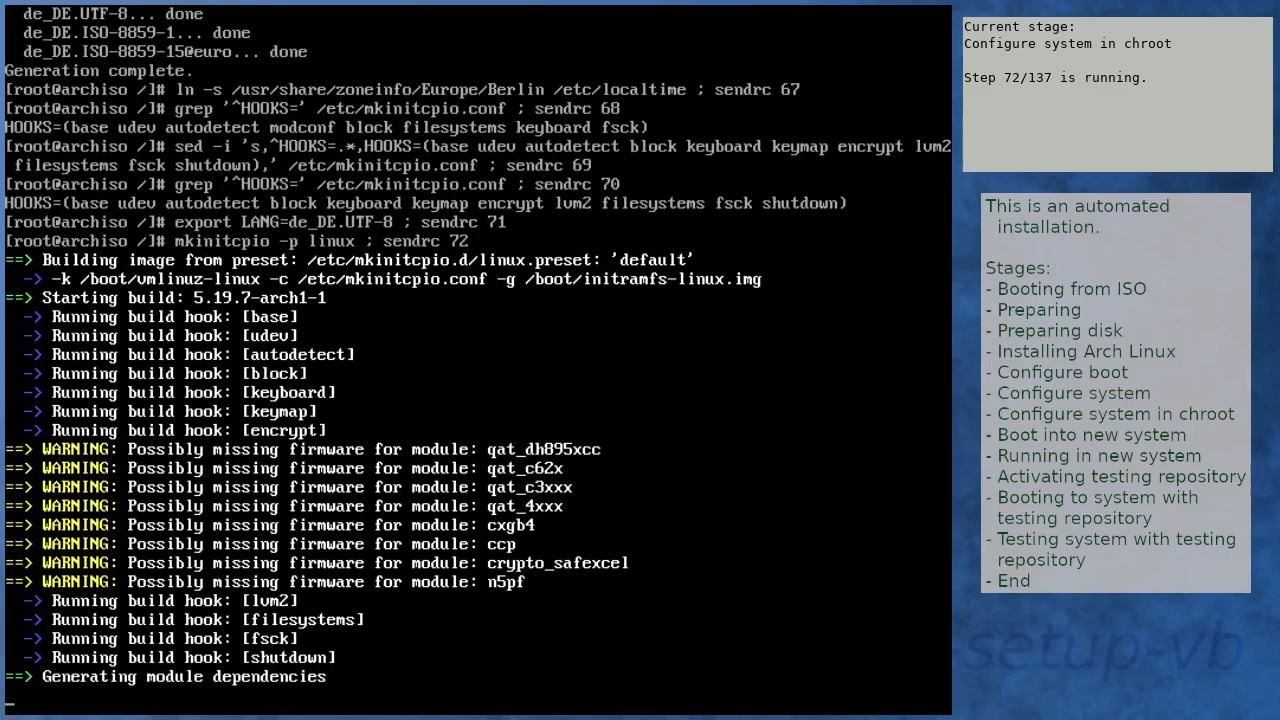 de_DE.UTF-8... done
de_DE.ISO-8859-1... done
de_DE.ISO-8859-15@euro... done
Generation complete.
[root@archiso /]# ln -s /usr/share/zoneinfo/Europe/Berlin /etc/localtime ; sendrc 67
[root@archiso /]# grep '^HOOKS=' /etc/mkinitcpio.conf ; sendrc 68
HOOKS=(base udev autodetect modconf block filesystems keyboard fsck)
[root@archiso /]# sed -i 's,^HOOKS=.*,HOOKS=(base udev autodetect block keyboard keymap encrypt lvm2
 filesystems fsck shutdown),' /etc/mkinitcpio.conf ; sendrc 69
[root@archiso /]# grep '^HOOKS=' /etc/mkinitcpio.conf ; sendrc 70
HOOKS=(base udev autodetect block keyboard keymap encrypt lvm2 filesystems fsck shutdown)
[root@archiso /]# export LANG=de_DE.UTF-8 ; sendrc 71
[root@archiso /]# mkinitcpio -p linux ; sendrc 72
==> Building image from preset: /etc/mkinitcpio.d/linux.preset: 'default'
  -> -k /boot/vmlinuz-linux -c /etc/mkinitcpio.conf -g /boot/initramfs-linux.img
==> Starting build: 5.19.7-arch1-1
  -> Running build hook: [base]
  -> Running build hook: [udev]
  -> Running build hook: [autodetect]
  -> Running build hook: [block]
  -> Running build hook: [keyboard]
  -> Running build hook: [keymap]
  -> Running build hook: [encrypt]
==> WARNING: Possibly missing firmware for module: qat_dh895xcc
==> WARNING: Possibly missing firmware for module: qat_c62x
==> WARNING: Possibly missing firmware for module: qat_c3xxx
==> WARNING: Possibly missing firmware for module: qat_4xxx
==> WARNING: Possibly missing firmware for module: cxgb4
==> WARNING: Possibly missing firmware for module: ccp
==> WARNING: Possibly missing firmware for module: crypto_safexcel
==> WARNING: Possibly missing firmware for module: n5pf
  -> Running build hook: [lvm2]
  -> Running build hook: [filesystems]
  -> Running build hook: [fsck]
  -> Running build hook: [shutdown]
==> Generating module dependencies
_
Current stage:
Configure system in chroot
Step 72/137 is running.
This is an automated
installation.
Stages:
- Booting from ISO
- Preparing
- Preparing disk
- Installing Arch Linux
- Configure boot
- Configure system
- Configure system in chroot
- Boot into new system
- Running in new system
- Activating testing repository
- Booting to system with
testing repository
- Testing system with testing
repository
- End
setup-vb